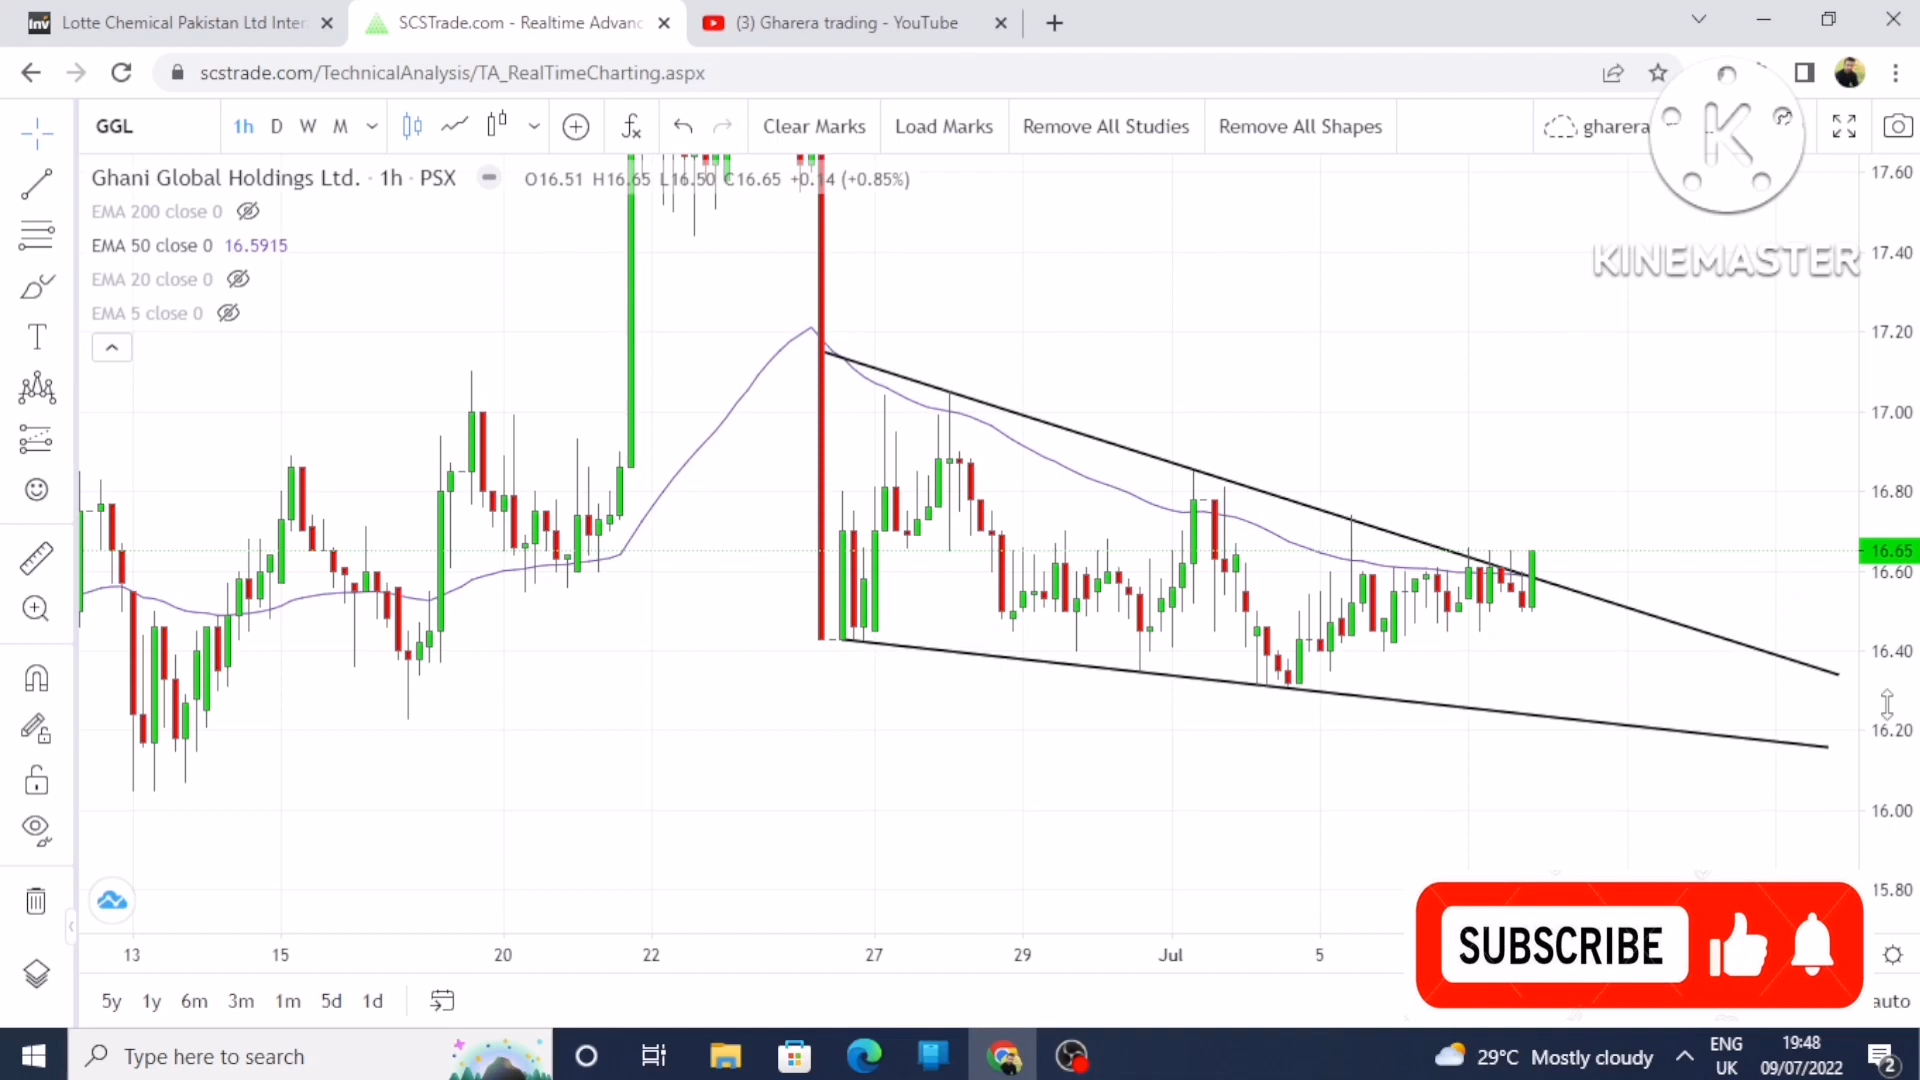 Inv Lotte Chemical Pakistan Ltd Inter
SCSTrade.com - Realtime Advanc
(3) Gharera trading - YouTube
scstrade.com/TechnicalAnalysis/TA_RealTimeCharting.aspx
GGL 1h D W M Clear Marks Load Marks Remove All Studies Remove All Shapes gharera
Ghani Global Holdings Ltd. · 1h · PSX O16.51 H16.65 L16.50 C16.65 +0.14 (+0.85%)
EMA 200 close 0
EMA 50 close 0 16.5915
EMA 20 close 0
EMA 5 close 0
K
KINEMASTER
17.60
17.40
17.20
17.00
16.80
16.65
16.60
16.40
16.20
16.00
15.80
T
13 15 20 22 27 29 Jul 5
SUBSCRIBE
5y 1y 6m 3m 1m 5d 1d
auto
Type here to search
29°C Mostly cloudy
ENG
UK
19:48
09/07/2022
2